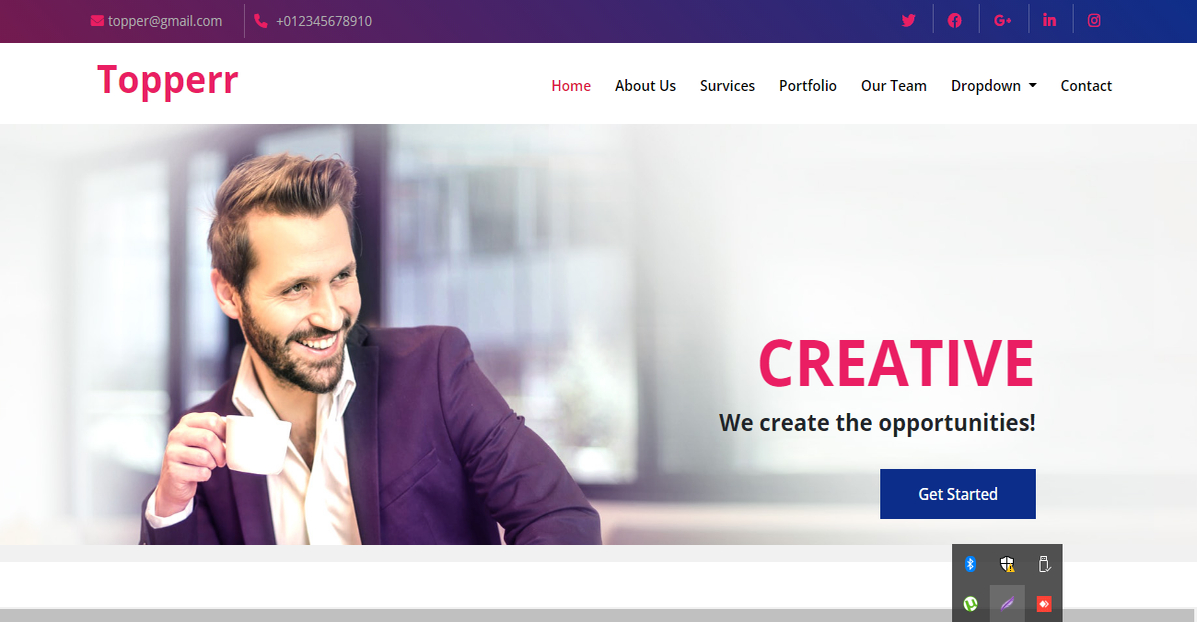 topper@gmail.com
+012345678910
Topperr
Home
About Us
Survices
Portfolio
Our Team
Dropdown
Contact
CREATIVE
We create the opportunities!
Get Started